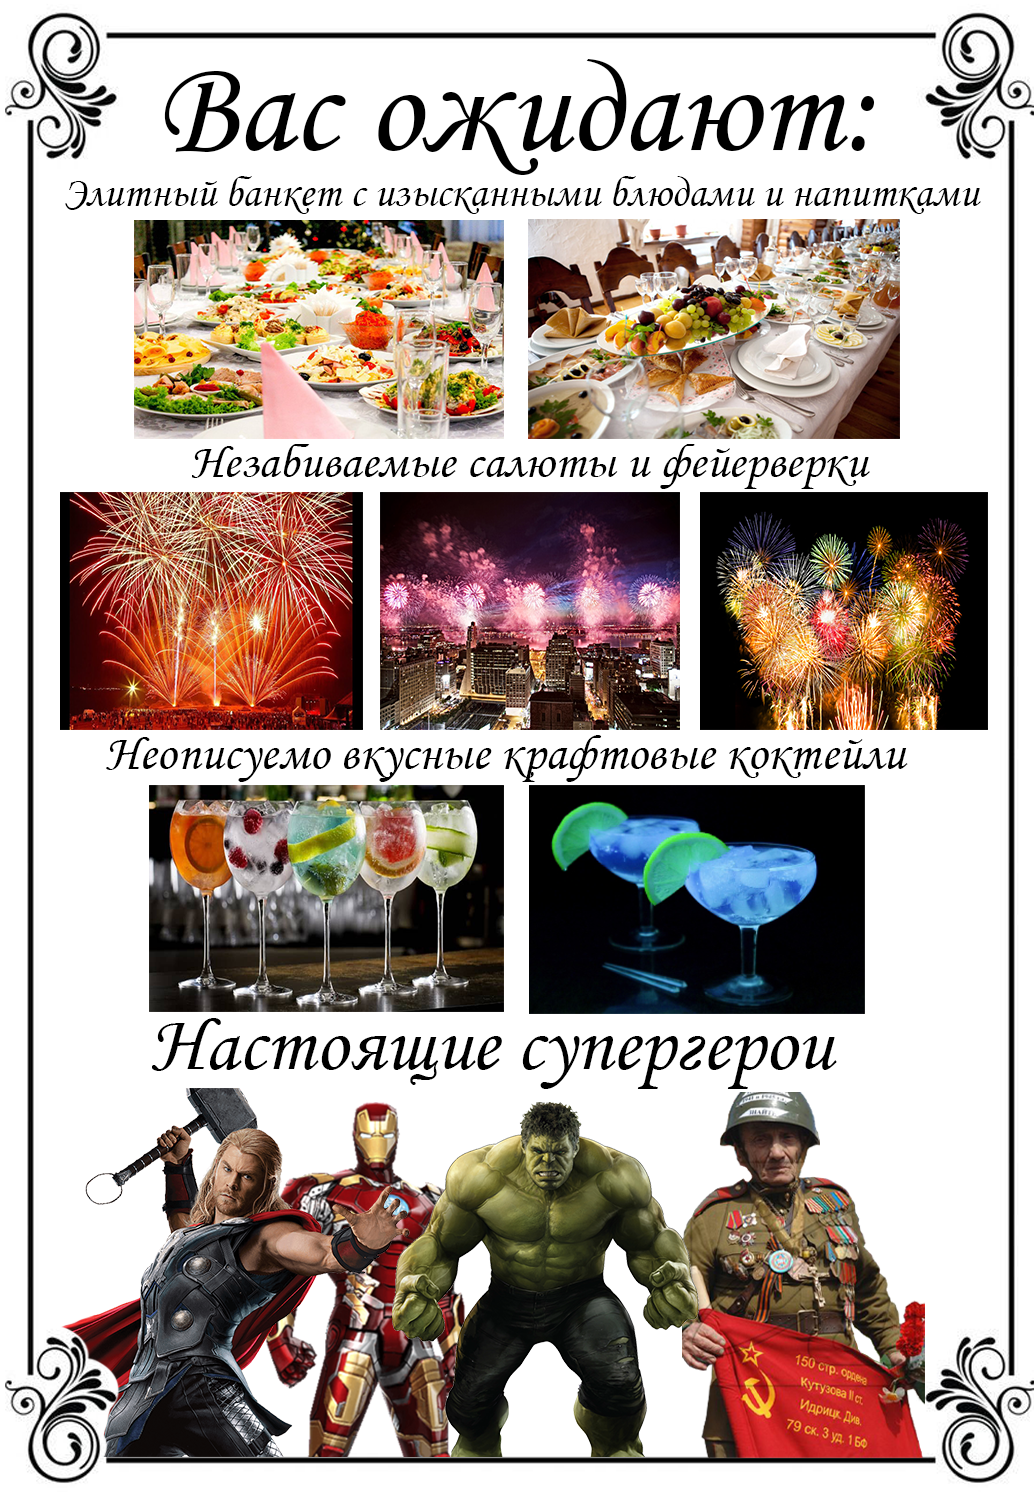 Вас ожидают:
Элитный банкет с изысканными блюдами и напитками
Незабиваемые салюты и фейерверки
Неописуемо вкусные крафтовые коктейли
Настоящие супергерои
150 стр. ордена
Кутузова II ст.
Идрицк. Див.
79 ск. 3 уд. 1 БФ